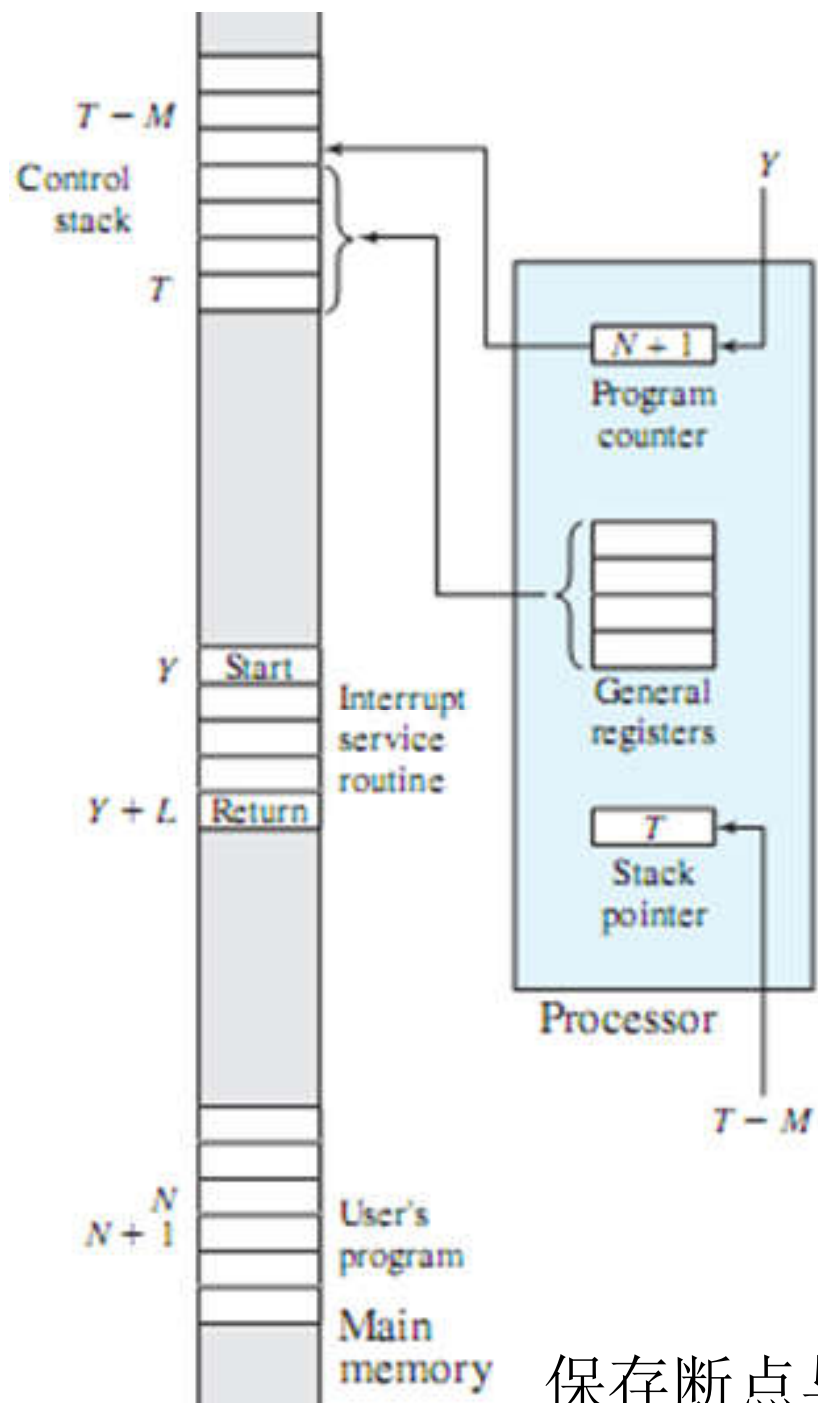 T − M
Control
stack
T
Y
N + 1
Program
counter
General
registers
T
Stack
pointer
Processor
T − M
Y
Start
Interrupt
service
routine
Y + L
Return
N
N + 1
User's
program
Main
memory
保存断点